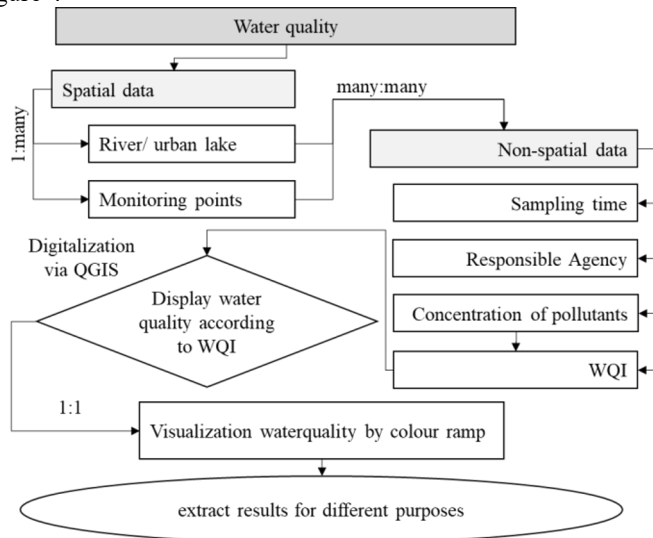 Water quality
Spatial data
many:many
1:many
River/ urban lake
Non-spatial data
Monitoring points
Sampling time
Digitalization
via QGIS
Responsible Agency
Display water
quality according
to WQI
Concentration of pollutants
WQI
1:1
Visualization waterquality by colour ramp
extract results for different purposes